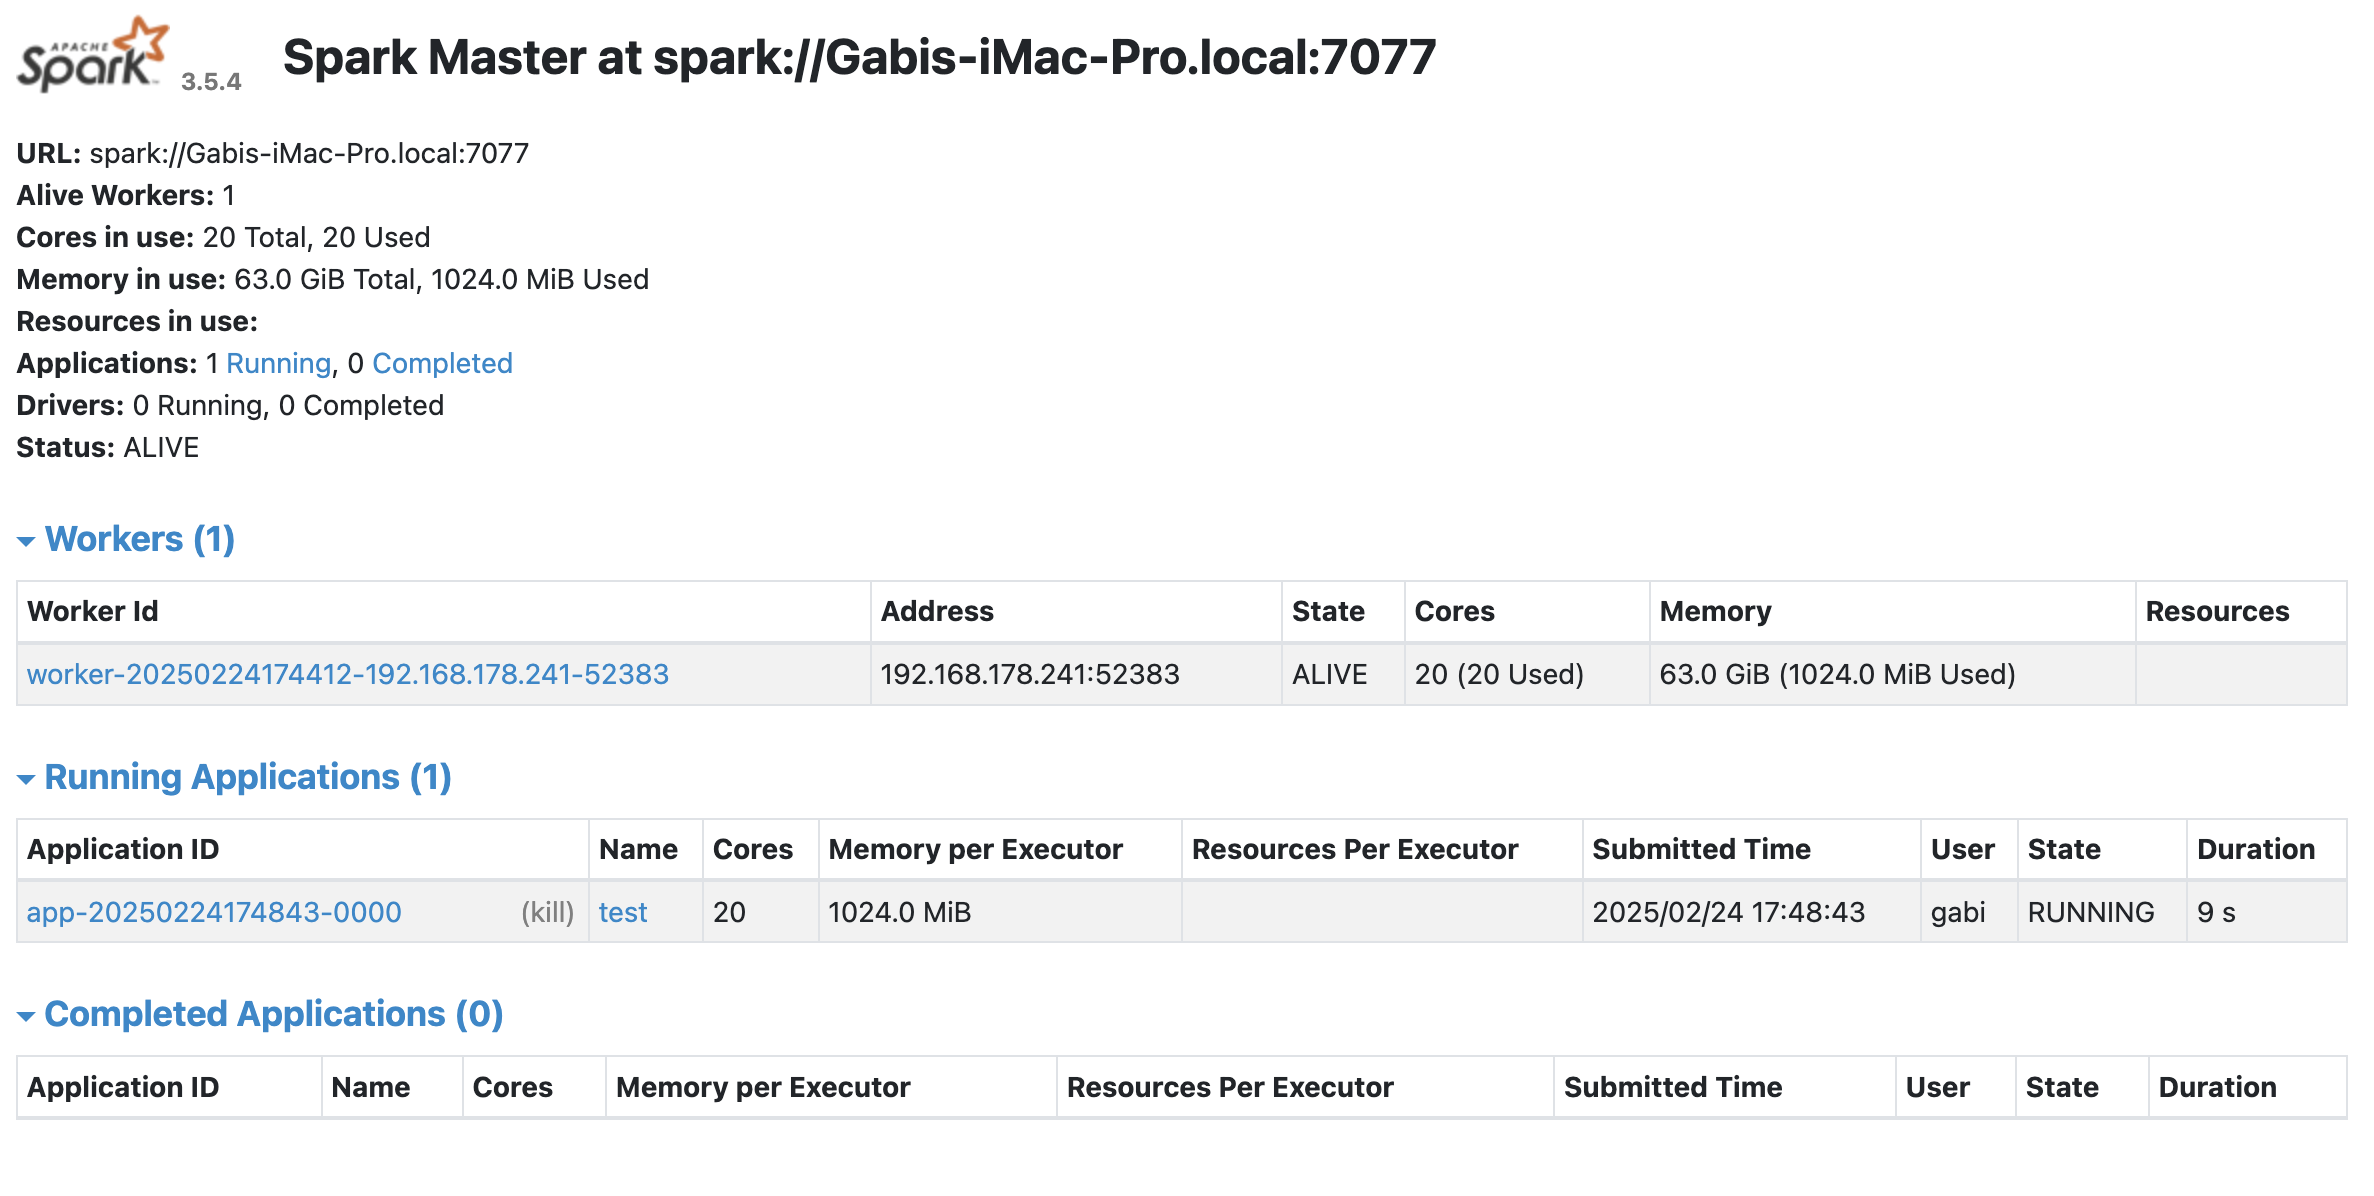 APACHE
Spark 3.5.4 Spark Master at spark://Gabis-iMac-Pro.local:7077
URL: spark://Gabis-iMac-Pro.local:7077
Alive Workers: 1
Cores in use: 20 Total, 20 Used
Memory in use: 63.0 GiB Total, 1024.0 MiB Used
Resources in use:
Applications: 1 Running, 0 Completed
Drivers: 0 Running, 0 Completed
Status: ALIVE
Workers (1)
Worker Id Address State Cores Memory Resources
worker-20250224174412-192.168.178.241-52383 192.168.178.241:52383 ALIVE 20 (20 Used) 63.0 GiB (1024.0 MiB Used)
Running Applications (1)
Application ID Name Cores Memory per Executor Resources Per Executor Submitted Time User State Duration
app-20250224174843-0000 (kill) test 20 1024.0 MiB 2025/02/24 17:48:43 gabi RUNNING 9 s
Completed Applications (0)
Application ID Name Cores Memory per Executor Resources Per Executor Submitted Time User State Duration